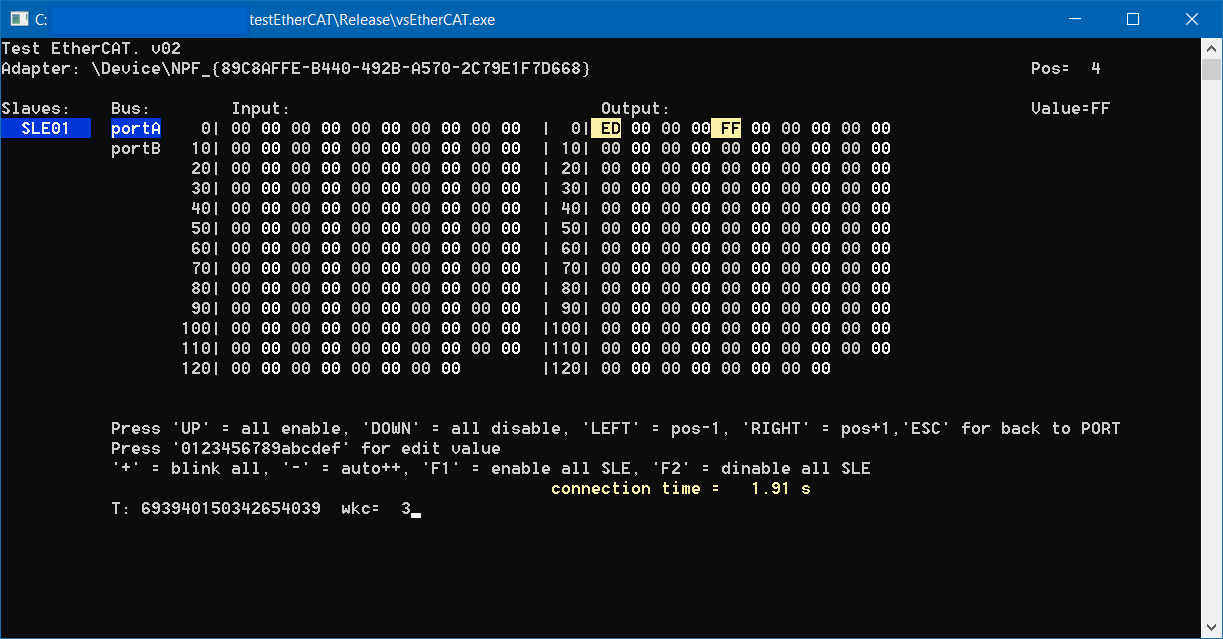 C: testEtherCAT\Release\vsEtherCAT.exe
Test EtherCAT. v02
Adapter: \Device\NPF_{89C8AFFE-B440-492B-A570-2C79E1F7D668} Pos= 4
Slaves: Bus: Input: Output: Value=FF
SLE01 portA 0| 00 00 00 00 00 00 00 00 00 00 | 0| ED 00 00 00 FF 00 00 00 00 00
portB 10| 00 00 00 00 00 00 00 00 00 00 | 10| 00 00 00 00 00 00 00 00 00 00
20| 00 00 00 00 00 00 00 00 00 00 | 20| 00 00 00 00 00 00 00 00 00 00
30| 00 00 00 00 00 00 00 00 00 00 | 30| 00 00 00 00 00 00 00 00 00 00
40| 00 00 00 00 00 00 00 00 00 00 | 40| 00 00 00 00 00 00 00 00 00 00
50| 00 00 00 00 00 00 00 00 00 00 | 50| 00 00 00 00 00 00 00 00 00 00
60| 00 00 00 00 00 00 00 00 00 00 | 60| 00 00 00 00 00 00 00 00 00 00
70| 00 00 00 00 00 00 00 00 00 00 | 70| 00 00 00 00 00 00 00 00 00 00
80| 00 00 00 00 00 00 00 00 00 00 | 80| 00 00 00 00 00 00 00 00 00 00
90| 00 00 00 00 00 00 00 00 00 00 | 90| 00 00 00 00 00 00 00 00 00 00
100| 00 00 00 00 00 00 00 00 00 00 |100| 00 00 00 00 00 00 00 00 00 00
110| 00 00 00 00 00 00 00 00 00 00 |110| 00 00 00 00 00 00 00 00 00 00
120| 00 00 00 00 00 00 00 00 |120| 00 00 00 00 00 00 00 00
Press 'UP' = all enable, 'DOWN' = all disable, 'LEFT' = pos-1, 'RIGHT' = pos+1,'ESC' for back to PORT
Press '0123456789abcdef' for edit value
'+' = blink all, '-' = auto++, 'F1' = enable all SLE, 'F2' = dinable all SLE
connection time = 1.91 s
T: 693940150342654039 wkc= 3